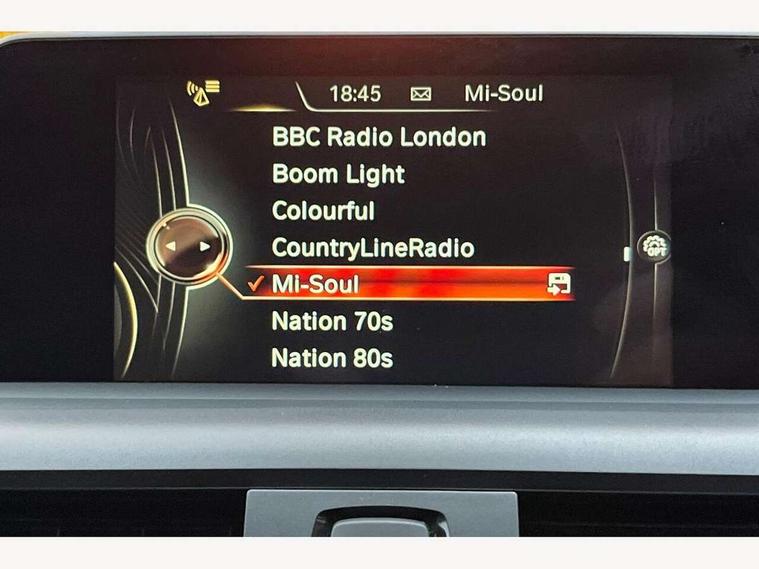 18:45 Mi-Soul
BBC Radio London
Boom Light
Colourful
CountryLineRadio
Mi-Soul
Nation 70s
Nation 80s
OPT